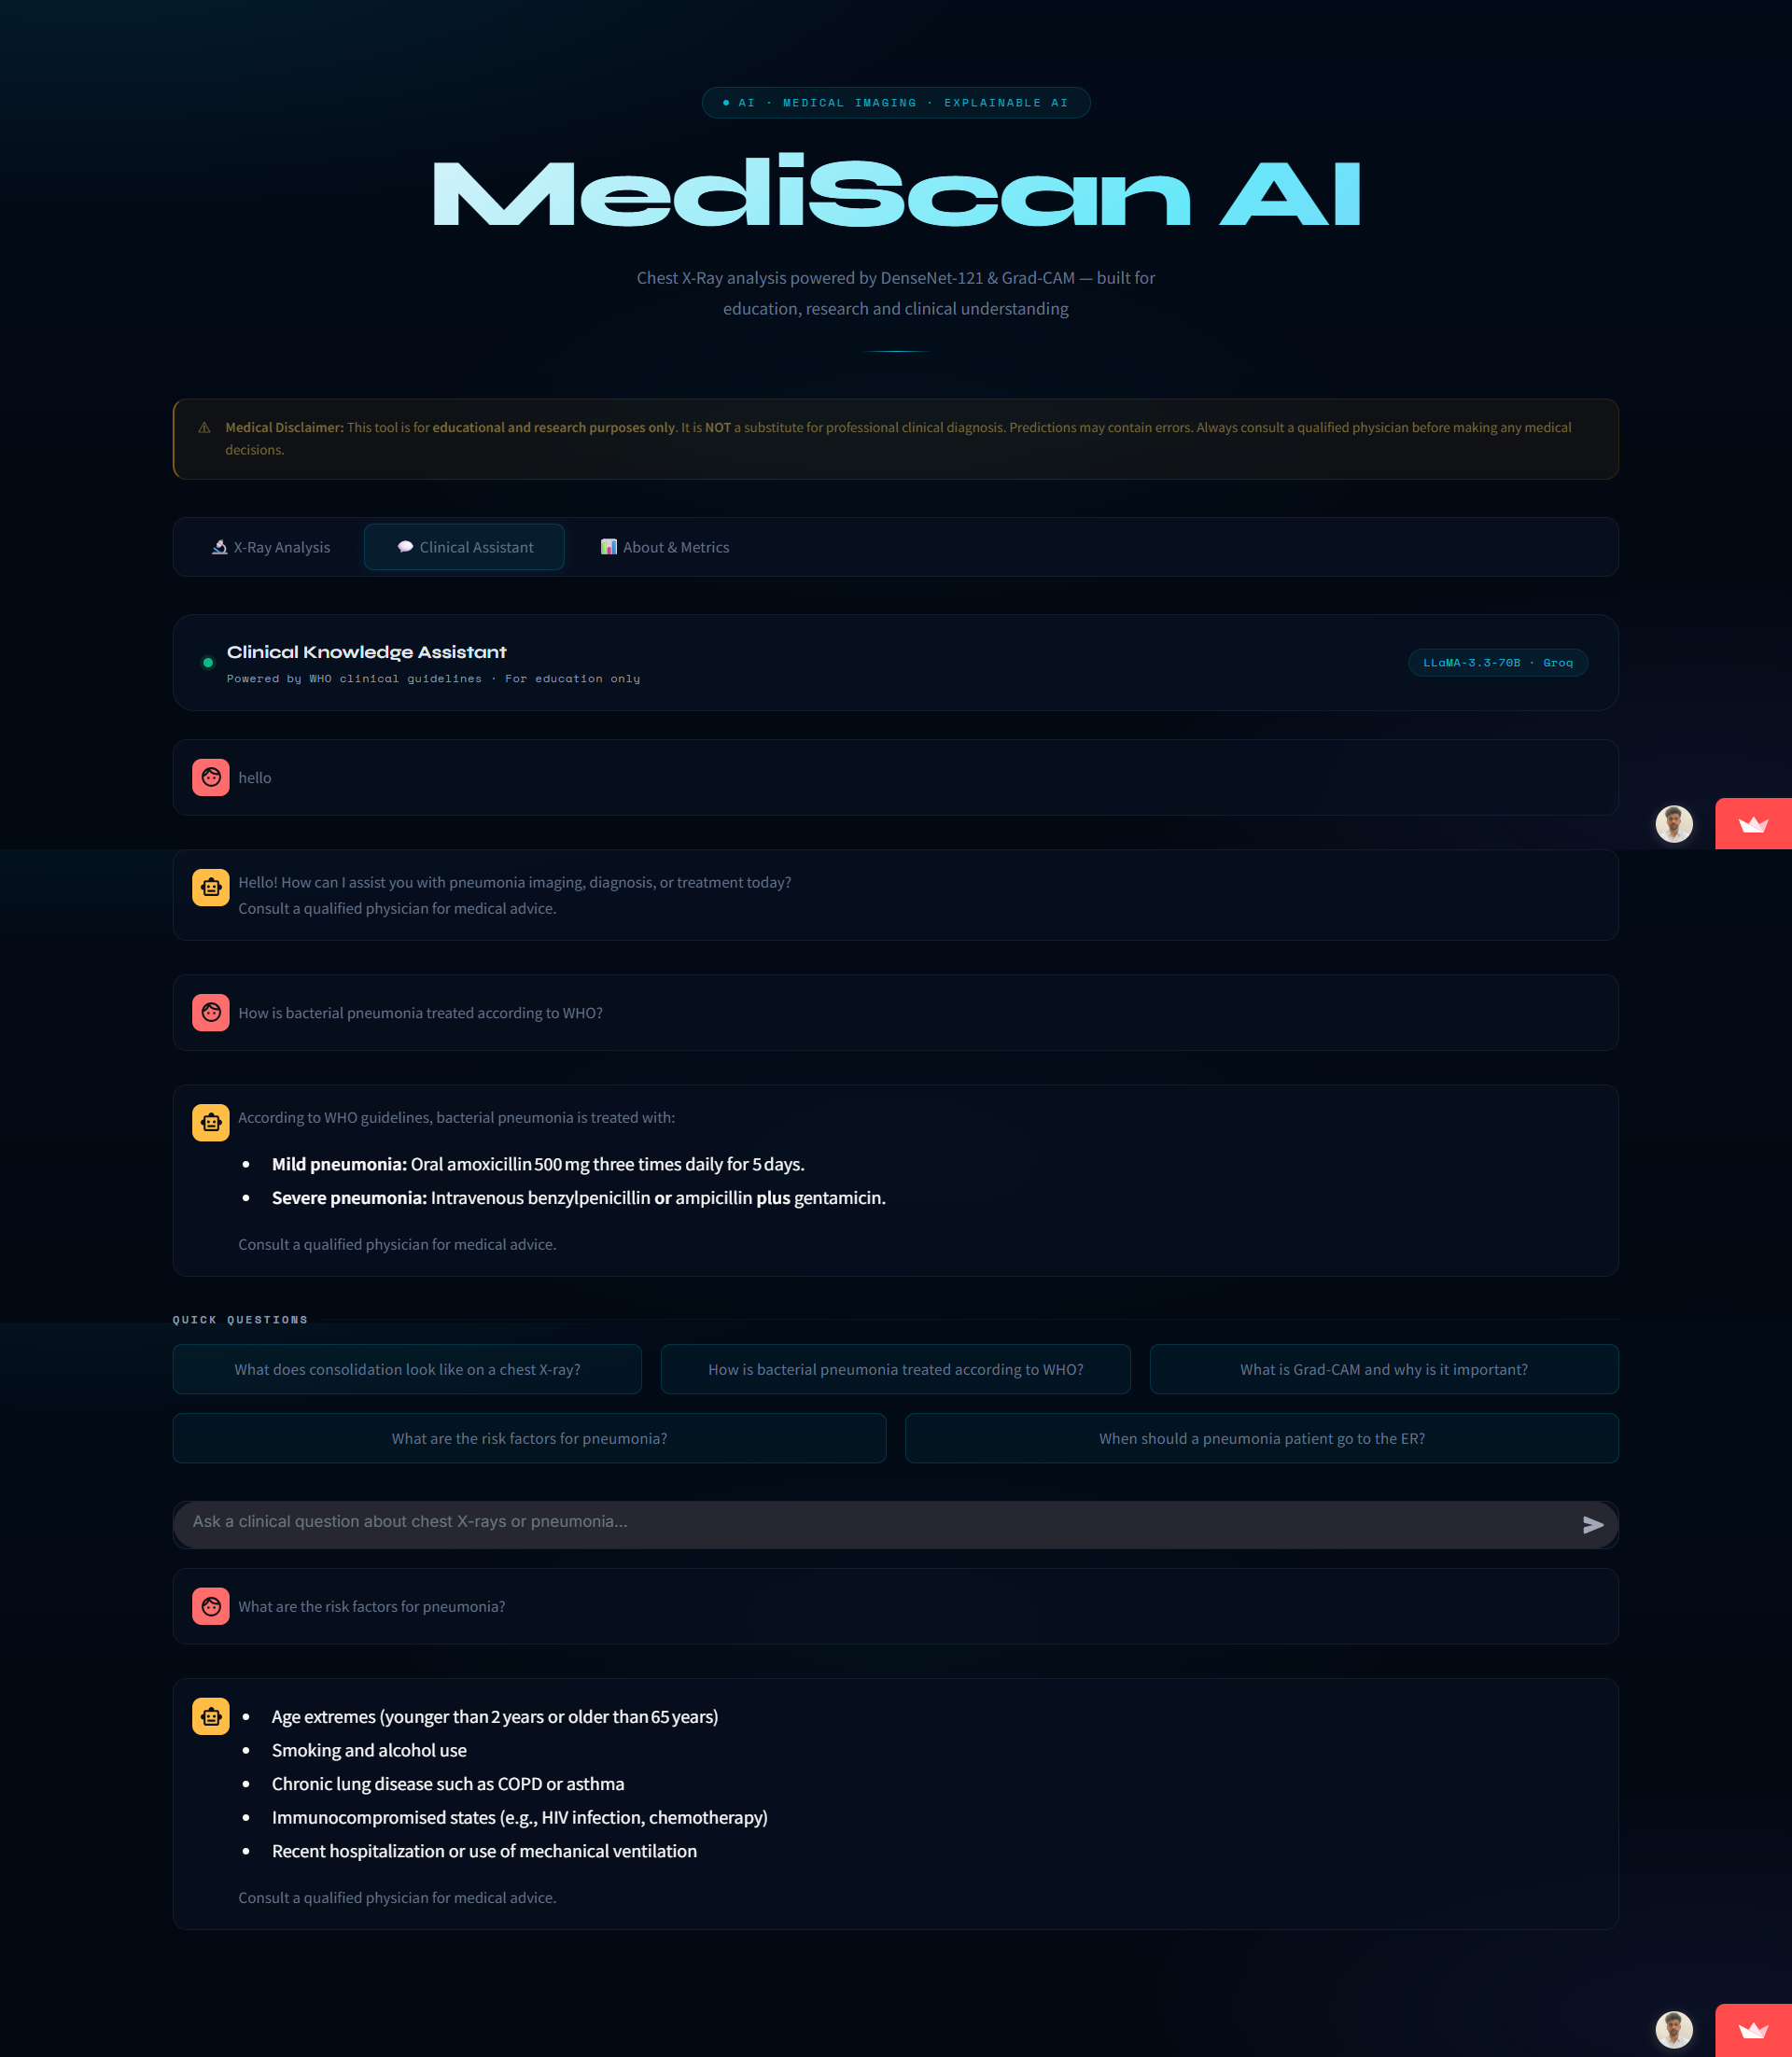 AI · MEDICAL IMAGING · EXPLAINABLE AI
MediScan AI
Chest X-Ray analysis powered by DenseNet-121 & Grad-CAM — built for
education, research and clinical understanding
⚠ Medical Disclaimer: This tool is for educational and research purposes only. It is NOT a substitute for professional clinical diagnosis. Predictions may contain errors. Always consult a qualified physician before making any medical
decisions.
🔬 X-Ray Analysis 💬 Clinical Assistant 📊 About & Metrics
Clinical Knowledge Assistant
Powered by WHO clinical guidelines · For education only
LLaMA-3.3-70B · Groq
hello
Hello! How can I assist you with pneumonia imaging, diagnosis, or treatment today?
Consult a qualified physician for medical advice.
How is bacterial pneumonia treated according to WHO?
According to WHO guidelines, bacterial pneumonia is treated with:
• Mild pneumonia: Oral amoxicillin 500 mg three times daily for 5 days.
• Severe pneumonia: Intravenous benzylpenicillin or ampicillin plus gentamicin.
Consult a qualified physician for medical advice.
QUICK QUESTIONS
What does consolidation look like on a chest X-ray?
How is bacterial pneumonia treated according to WHO?
What is Grad-CAM and why is it important?
What are the risk factors for pneumonia?
When should a pneumonia patient go to the ER?
Ask a clinical question about chest X-rays or pneumonia...
What are the risk factors for pneumonia?
• Age extremes (younger than 2 years or older than 65 years)
• Smoking and alcohol use
• Chronic lung disease such as COPD or asthma
• Immunocompromised states (e.g., HIV infection, chemotherapy)
• Recent hospitalization or use of mechanical ventilation
Consult a qualified physician for medical advice.